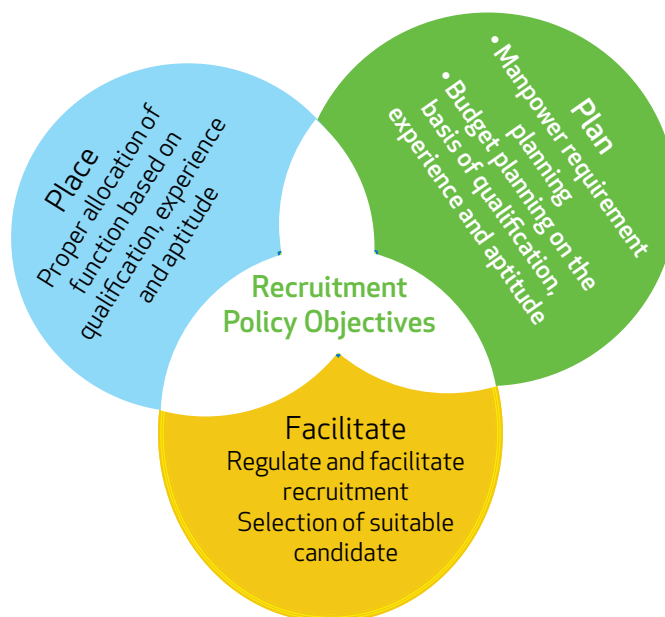 Place
Proper allocation of
function based on
qualification, experience
and aptitude
Plan
• Manpower requirement
planning
• Budget planning on the
basis of qualification,
experience and aptitude
Recruitment
Policy Objectives
Facilitate
Regulate and facilitate
recruitment
Selection of suitable
candidate